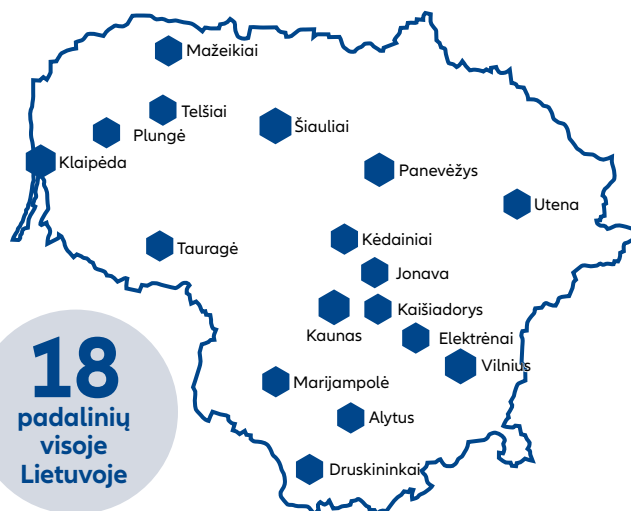 Mažeikiai
Telšiai
Plungė
Šiauliai
Klaipėda
Panevėžys
Utena
Tauragė
Kėdainiai
Jonava
Kaunas
Kaišiadorys
Elektrėnai
Vilnius
Marijampolė
Alytus
Druskininkai
18
padalinių
visoje
Lietuvoje